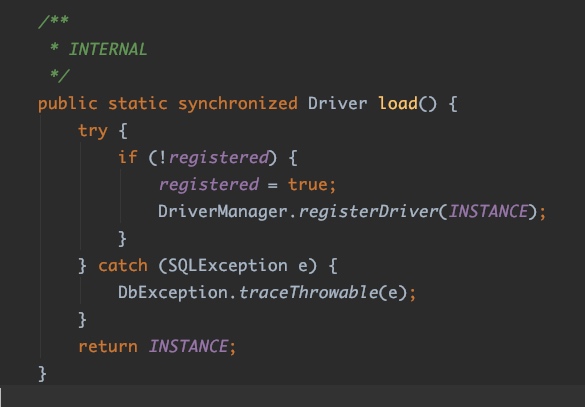 /**
 * INTERNAL
 */
public static synchronized Driver load() {
    try {
        if (!registered) {
            registered = true;
            DriverManager.registerDriver(INSTANCE);
        }
    } catch (SQLException e) {
        DbException.traceThrowable(e);
    }
    return INSTANCE;
}